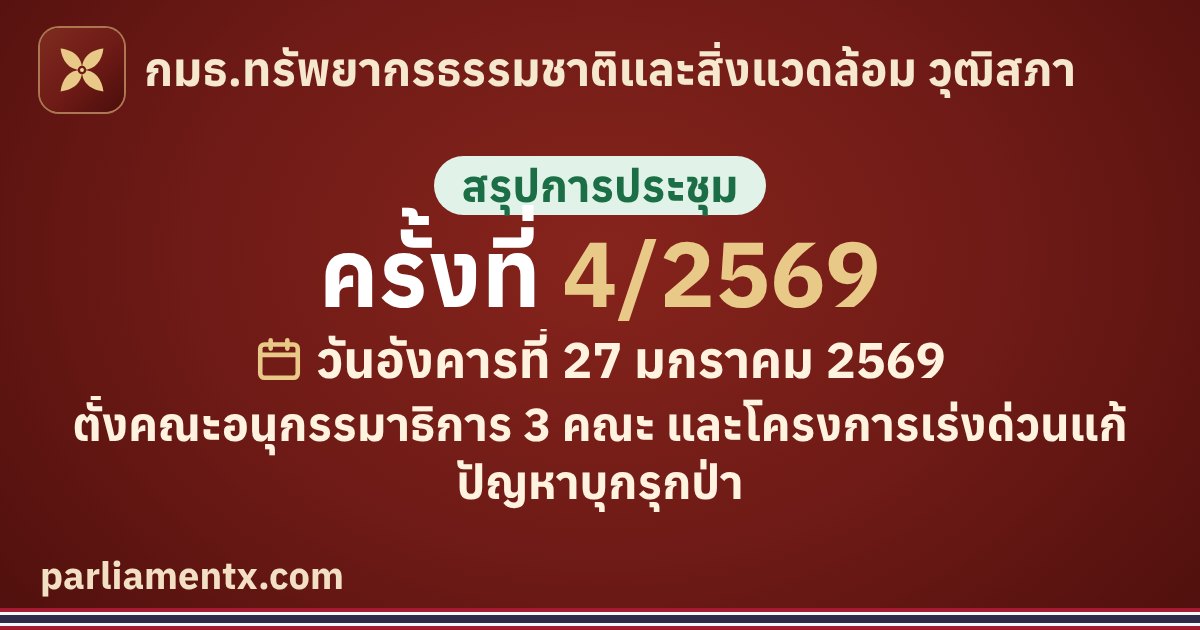 กมธ.ทรัพยากรธรรมชาติและสิ่งแวดล้อม วุฒิสภา
สรุปการประชุม
ครั้งที่ 4/2569
วันอังคารที่ 27 มกราคม 2569
ตั้งคณะอนุกรรมาธิการ 3 คณะ และโครงการเร่งด่วนแก้
ปัญหาบุกรุกป่า
parliamentx.com